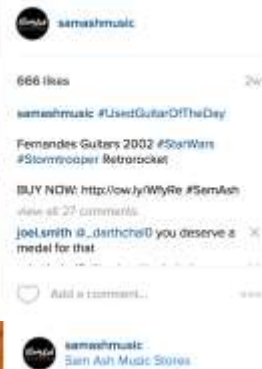 samashmusic
666 likes 2w
samashmusic #UsedGuitarOfTheDay
Fernandes Guitars 2002 #StarWars
#Stormtrooper Retrorocket
BUY NOW: http://ow.ly/WfyRe #SamAsh
view all 27 comments
joel.smith @_darthchal0 you deserve a
medal for that
Add a comment...
samashmusic
Sam Ash Music Stores